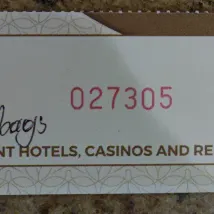 027305
bags
NT HOTELS, CASINOS AND RE